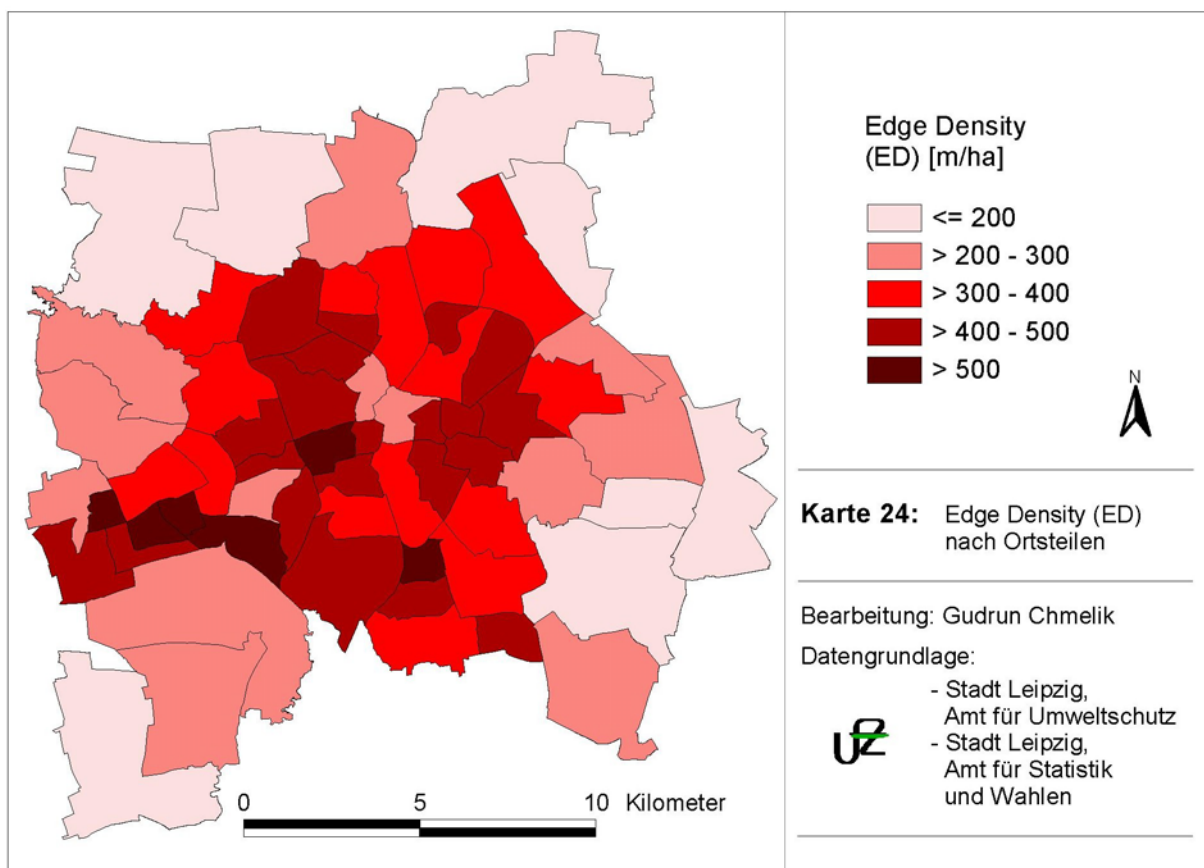 Edge Density
(ED) [m/ha]
<= 200
> 200 - 300
> 300 - 400
> 400 - 500
> 500
N
Karte 24: Edge Density (ED)
nach Ortsteilen
Bearbeitung: Gudrun Chmelik
Datengrundlage:
- Stadt Leipzig,
Amt für Umweltschutz
- Stadt Leipzig,
Amt für Statistik
und Wahlen
UFZ
0 5 10 Kilometer